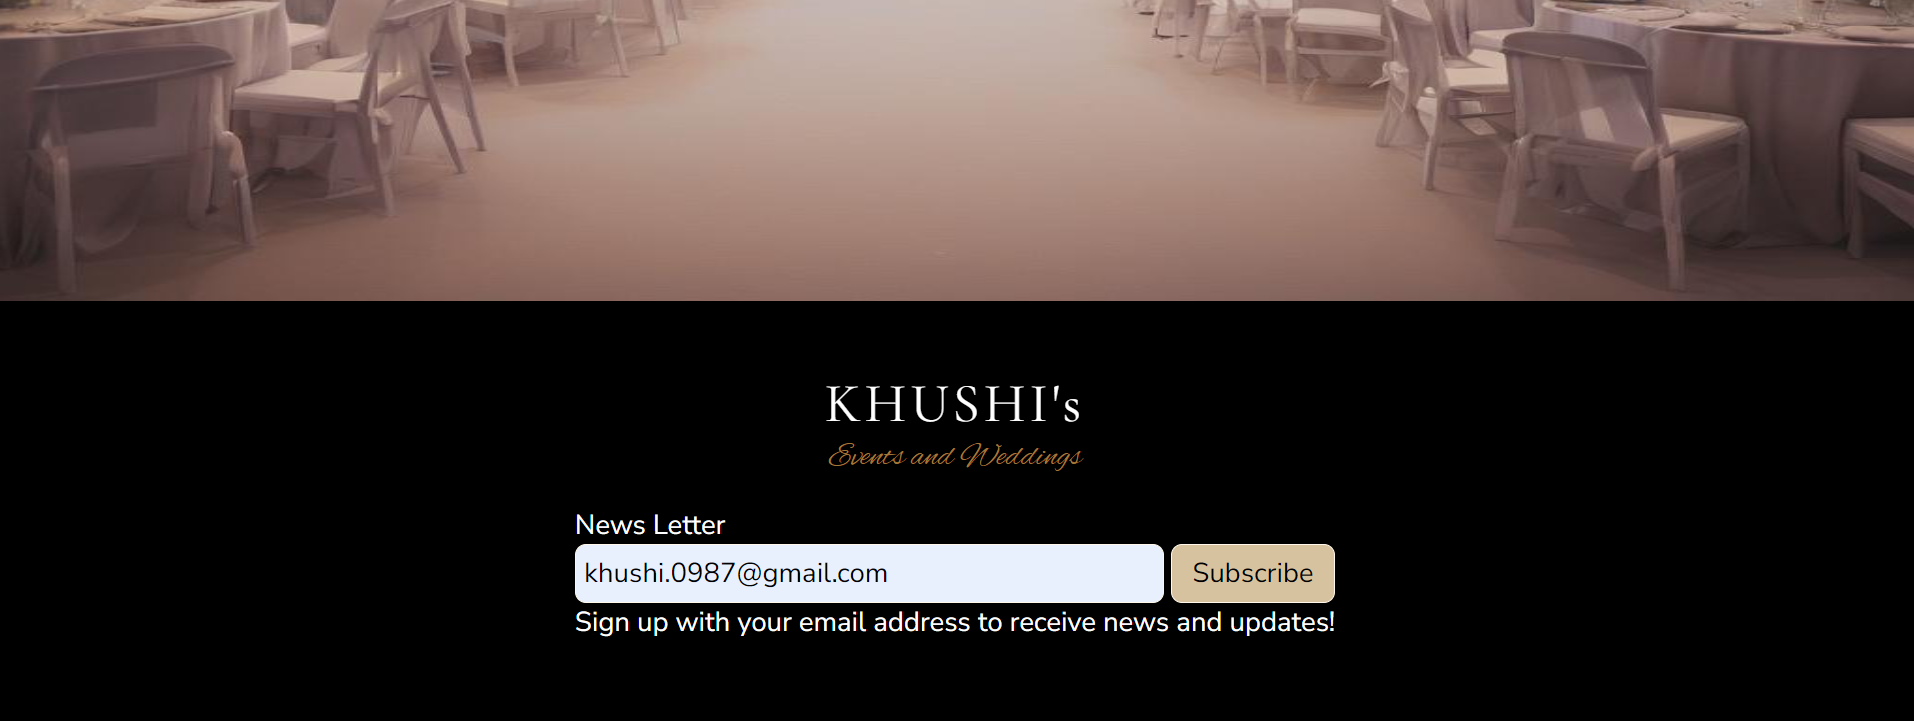 KHUSHI's
Events and Weddings
News Letter
khushi.0987@gmail.com Subscribe
Sign up with your email address to receive news and updates!